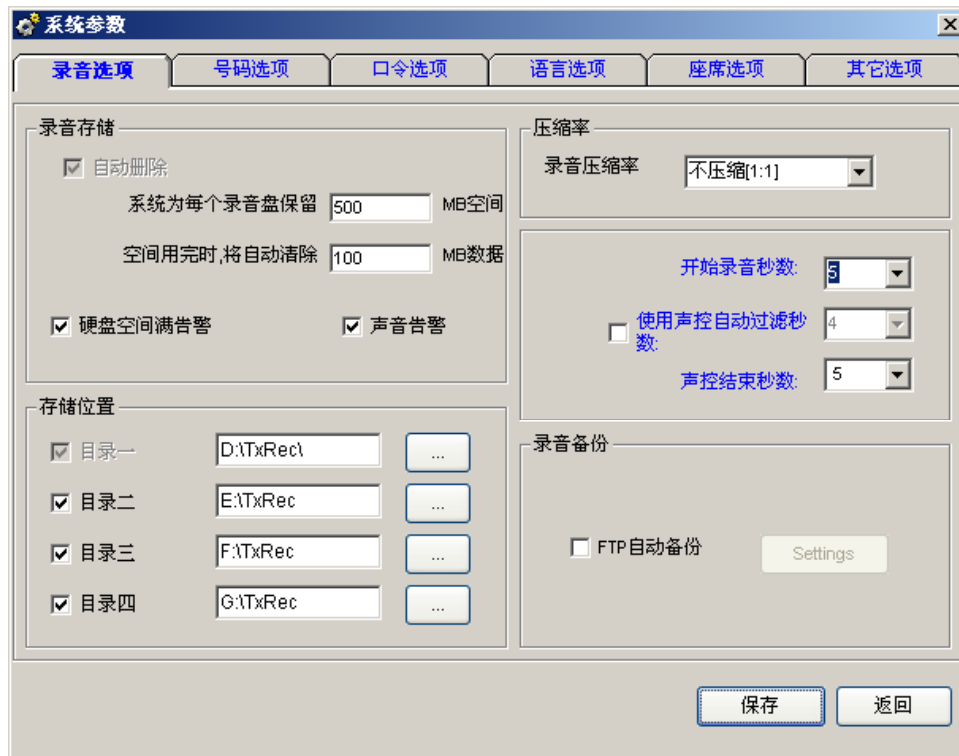 系统参数
录音选项
号码选项
口令选项
语言选项
座席选项
其它选项
录音存储
自动删除
系统为每个录音盘保留 500 MB空间
空间用完时,将自动清除 100 MB数据
硬盘空间满告警
声音告警
存储位置
目录一 D:\TxRec\ ...
目录二 E:\TxRec ...
目录三 F:\TxRec ...
目录四 G:\TxRec ...
压缩率
录音压缩率 不压缩[1:1]
开始录音秒数: 5
使用声控自动过滤秒 4
数:
声控结束秒数: 5
录音备份
FTP自动备份 Settings
保存
返回